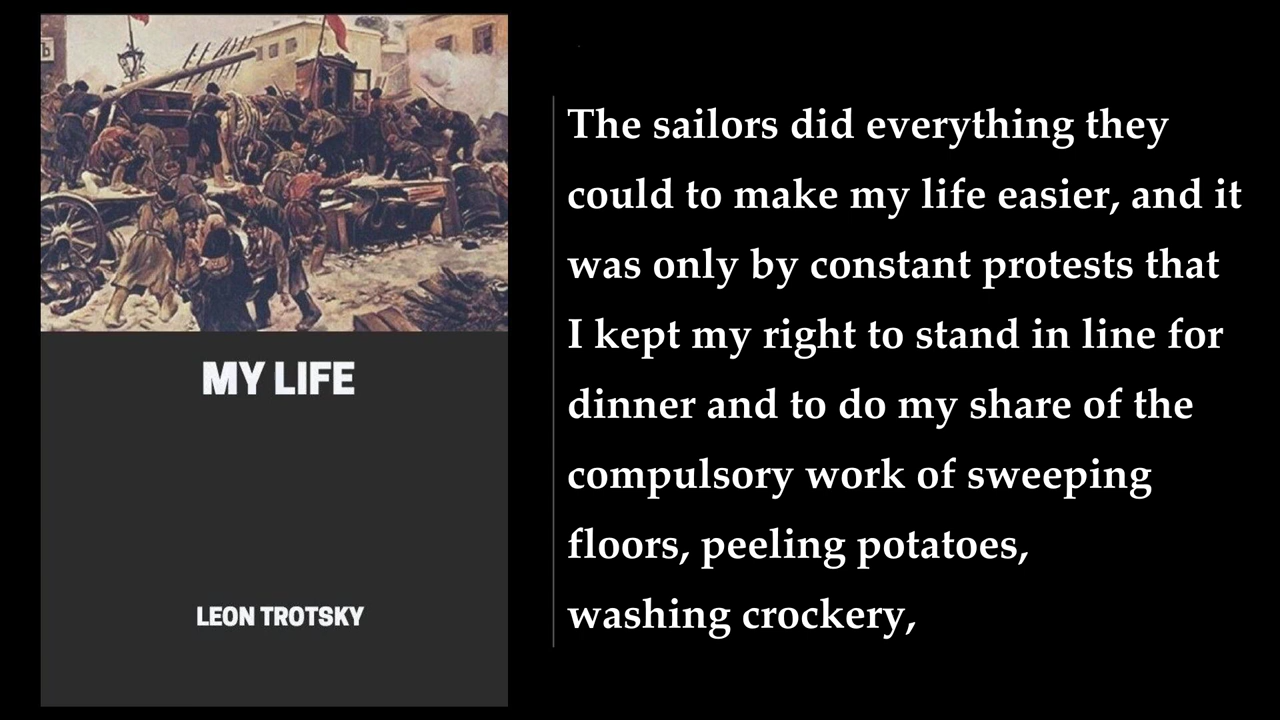 MY LIFE
LEON TROTSKY
The sailors did everything they
could to make my life easier, and it
was only by constant protests that
I kept my right to stand in line for
dinner and to do my share of the
compulsory work of sweeping
floors, peeling potatoes,
washing crockery,